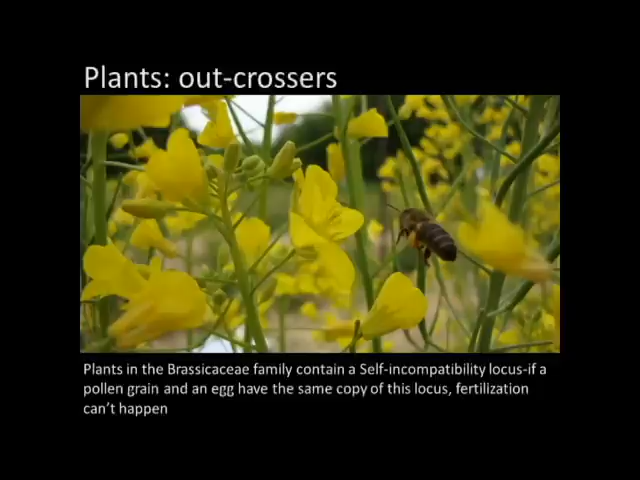 Plants: out-crossers
Plants in the Brassicaceae family contain a Self-incompatibility locus-if a
pollen grain and an egg have the same copy of this locus, fertilization
can't happen